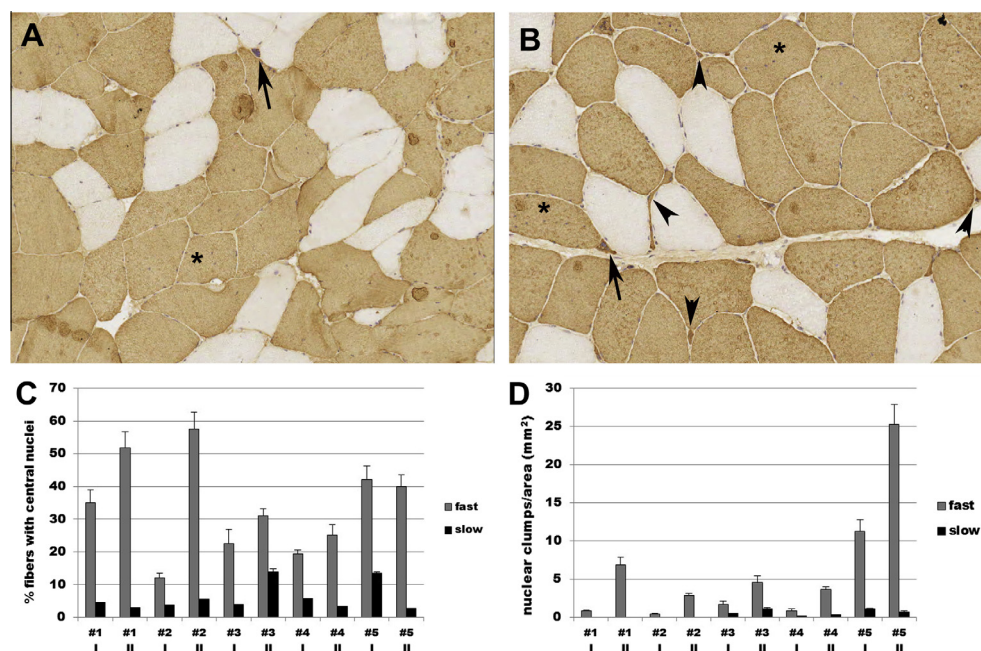 A
*
B
*
*
C
% fibers with central nuclei
70
60
50
40
30
20
10
0
#1 #1 #2 #2 #3 #3 #4 #4 #5 #5
I II I II I II I II I II
fast
slow
D
nuclear clumps/area (mm²)
30
25
20
15
10
5
0
#1 #1 #2 #2 #3 #3 #4 #4 #5 #5
I II I II I II I II I II
fast
slow